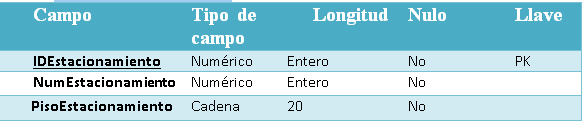 Campo Tipo de campo Longitud Nulo Llave
IDEstacionamiento Numérico Entero No PK
NumEstacionamiento Numérico Entero No
PisoEstacionamiento Cadena 20 No